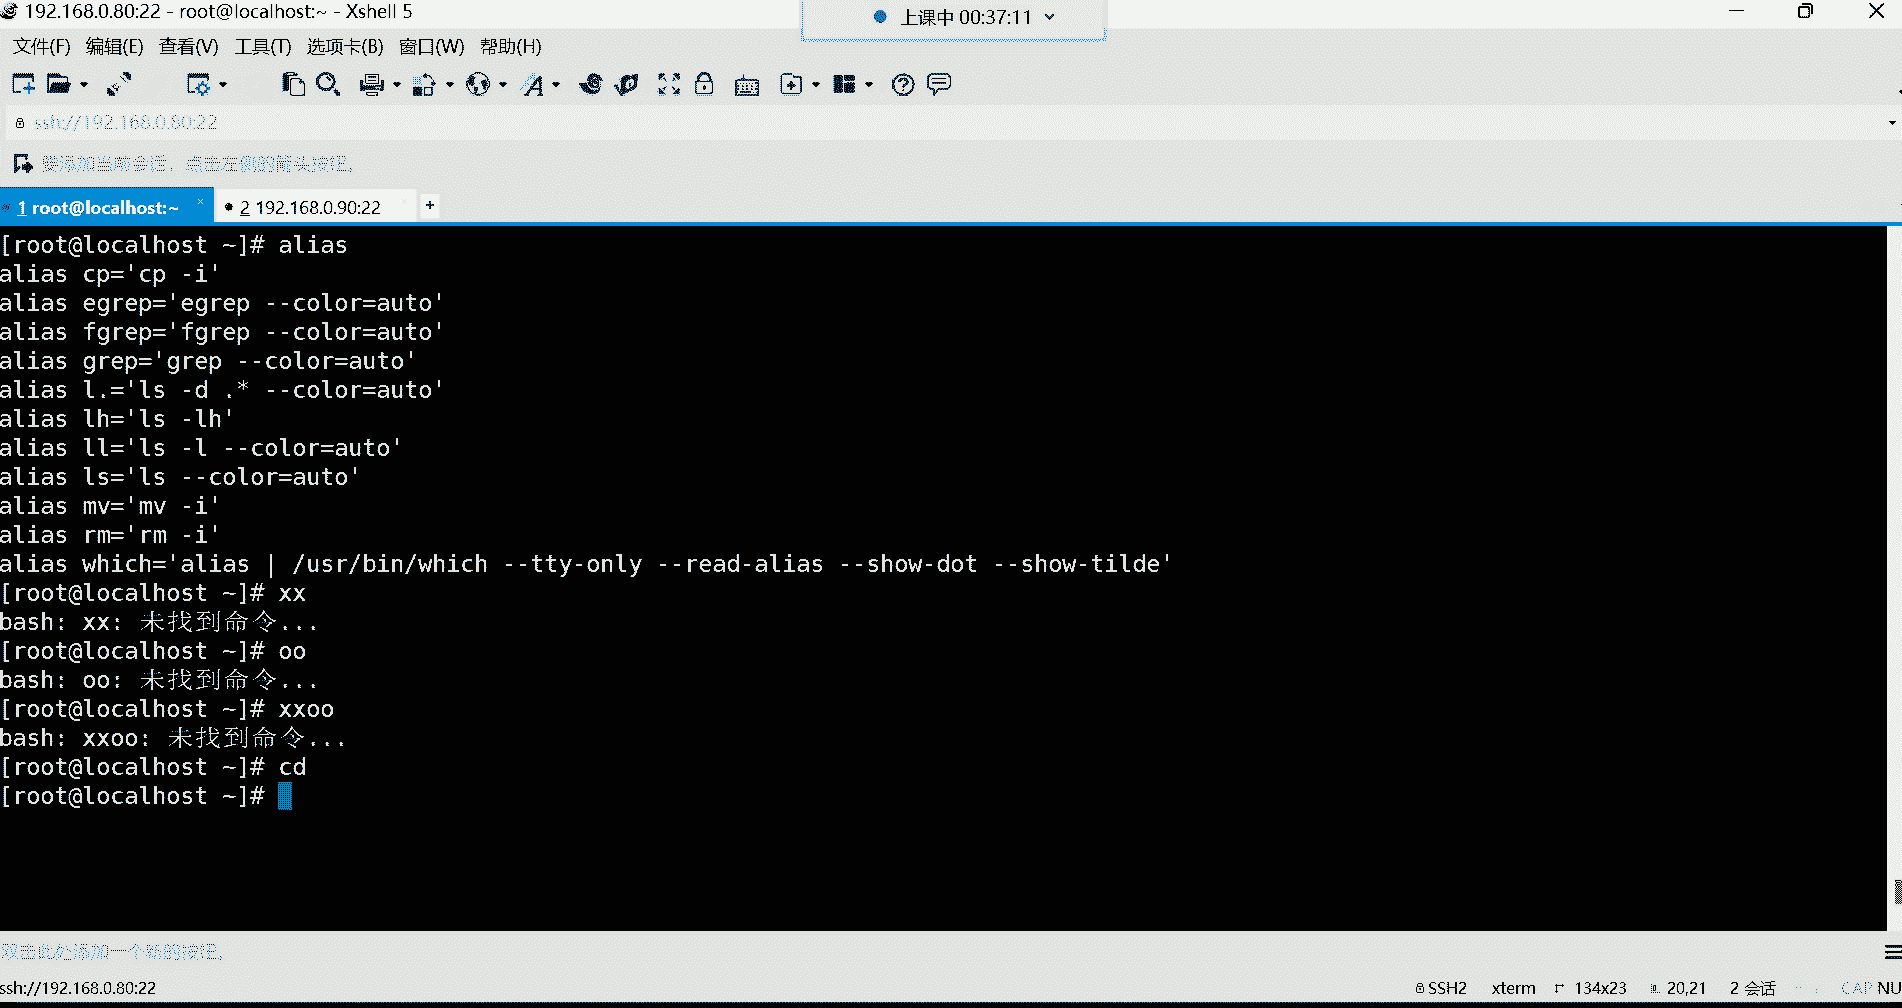 192.168.0.80:22 - root@localhost:~ - Xshell 5
上课中 00:37:11
文件(F) 编辑(E) 查看(V) 工具(T) 选项卡(B) 窗口(W) 帮助(H)
ssh://192.168.0.80:22
要添加当前会话，点击左侧的箭头按钮。
1 root@localhost:~ × 2 192.168.0.90:22 +
[root@localhost ~]# alias
alias cp='cp -i'
alias egrep='egrep --color=auto'
alias fgrep='fgrep --color=auto'
alias grep='grep --color=auto'
alias l.='ls -d .* --color=auto'
alias lh='ls -lh'
alias ll='ls -l --color=auto'
alias ls='ls --color=auto'
alias mv='mv -i'
alias rm='rm -i'
alias which='alias | /usr/bin/which --tty-only --read-alias --show-dot --show-tilde'
[root@localhost ~]# xx
bash: xx: 未找到命令...
[root@localhost ~]# oo
bash: oo: 未找到命令...
[root@localhost ~]# xxoo
bash: xxoo: 未找到命令...
[root@localhost ~]# cd
[root@localhost ~]#
双击此处添加一个新的按钮。
ssh://192.168.0.80:22 SSH2 xterm 134x23 20,21 2 会话 CAP NU